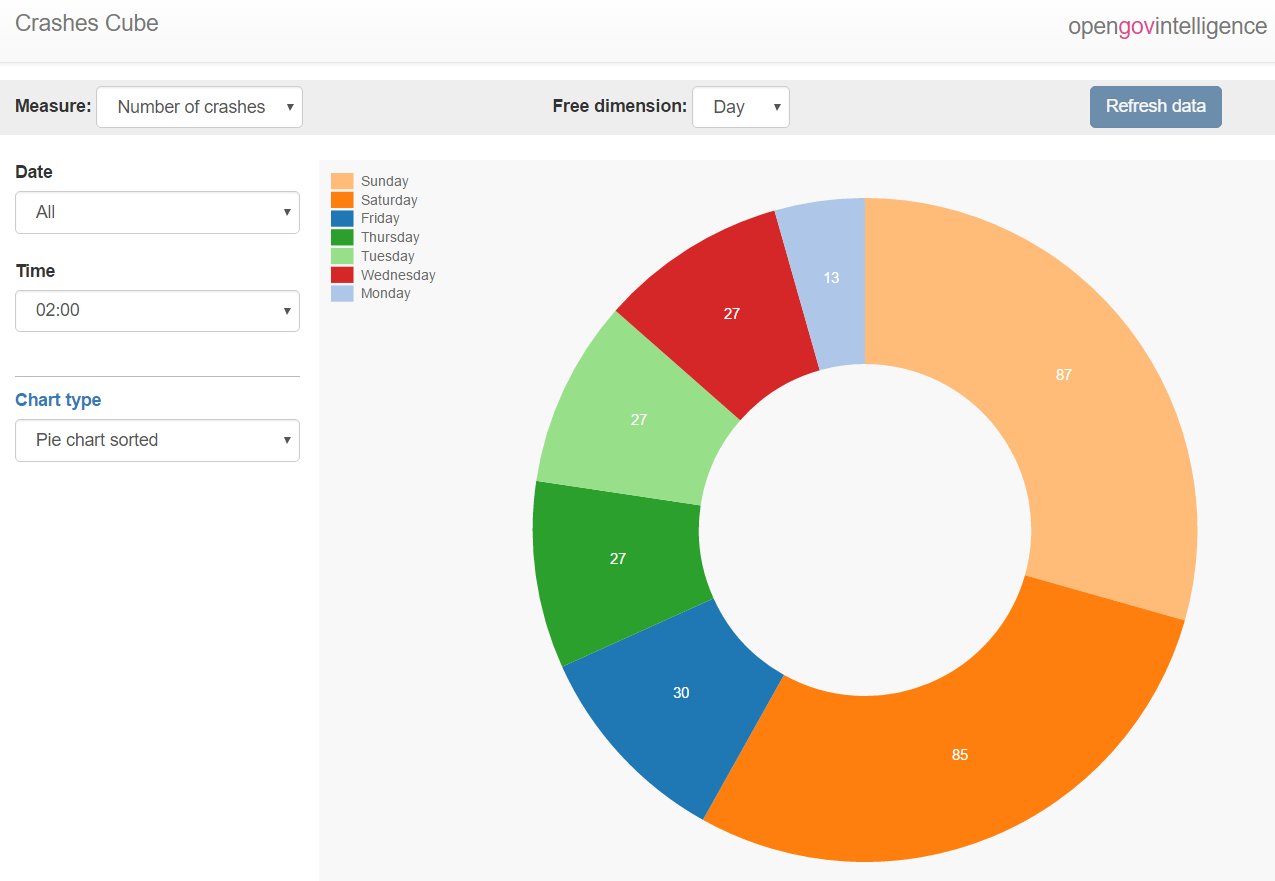 Crashes Cube
opengovintelligence
Measure: Number of crashes Free dimension: Day Refresh data
Date
All
Time
02:00
Chart type
Pie chart sorted
Sunday
Saturday
Friday
Thursday
Tuesday
Wednesday
Monday
13
27
87
27
27
30
85